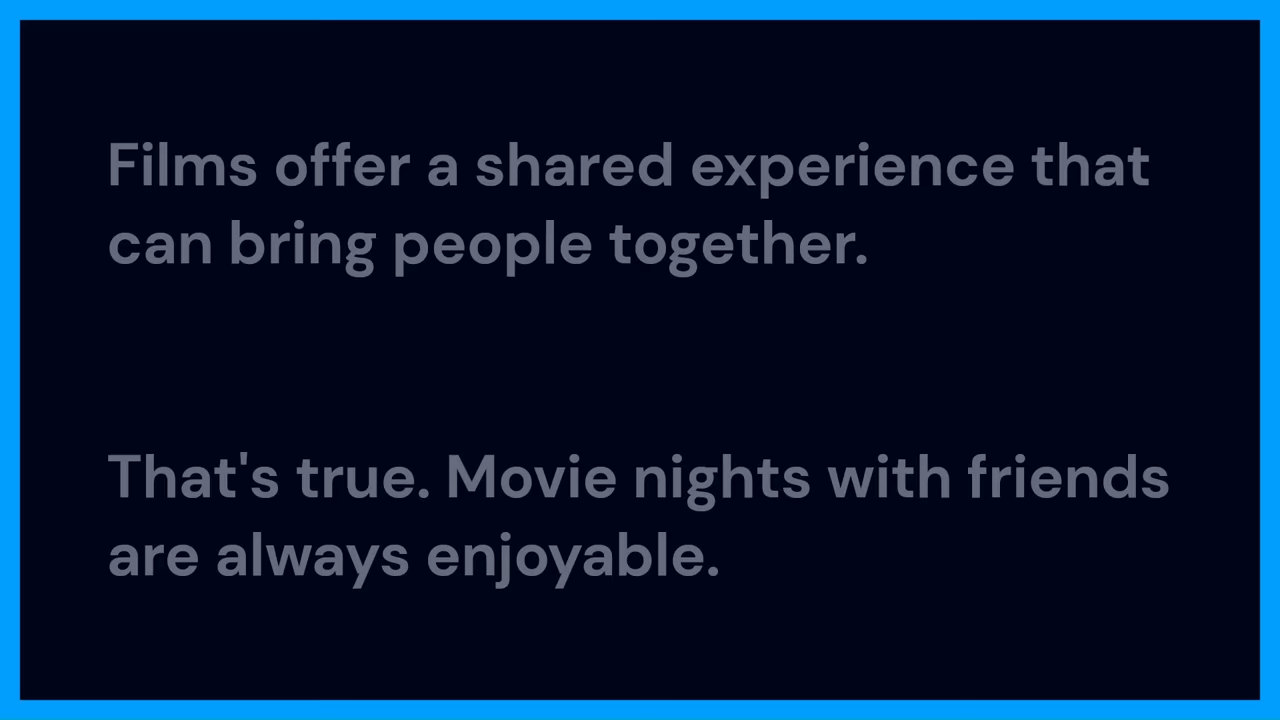 Films offer a shared experience that
can bring people together.
That's true. Movie nights with friends
are always enjoyable.